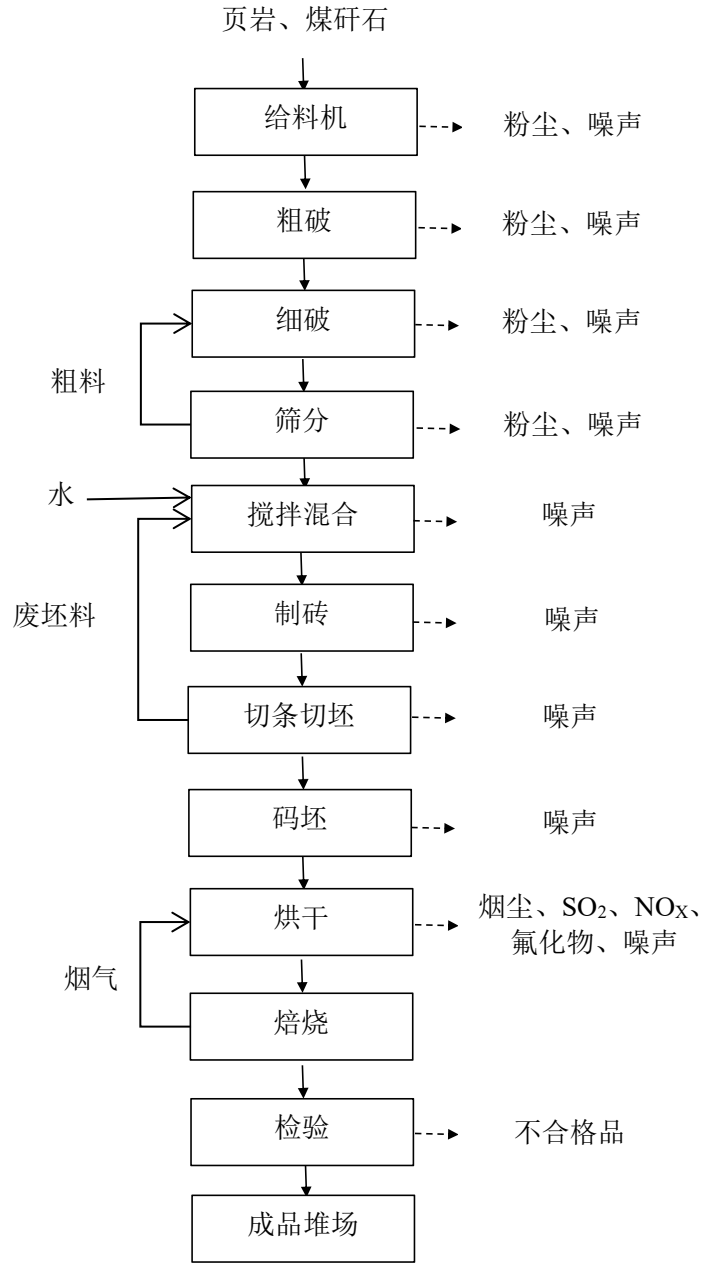 页岩、煤矸石
给料机
粉尘、噪声
粗破
粉尘、噪声
细破
粉尘、噪声
粗料
筛分
粉尘、噪声
水
搅拌混合
噪声
废坯料
制砖
噪声
切条切坯
噪声
码坯
噪声
烘干
烟尘、SO₂、NOX、
氟化物、噪声
烟气
焙烧
检验
不合格品
成品堆场